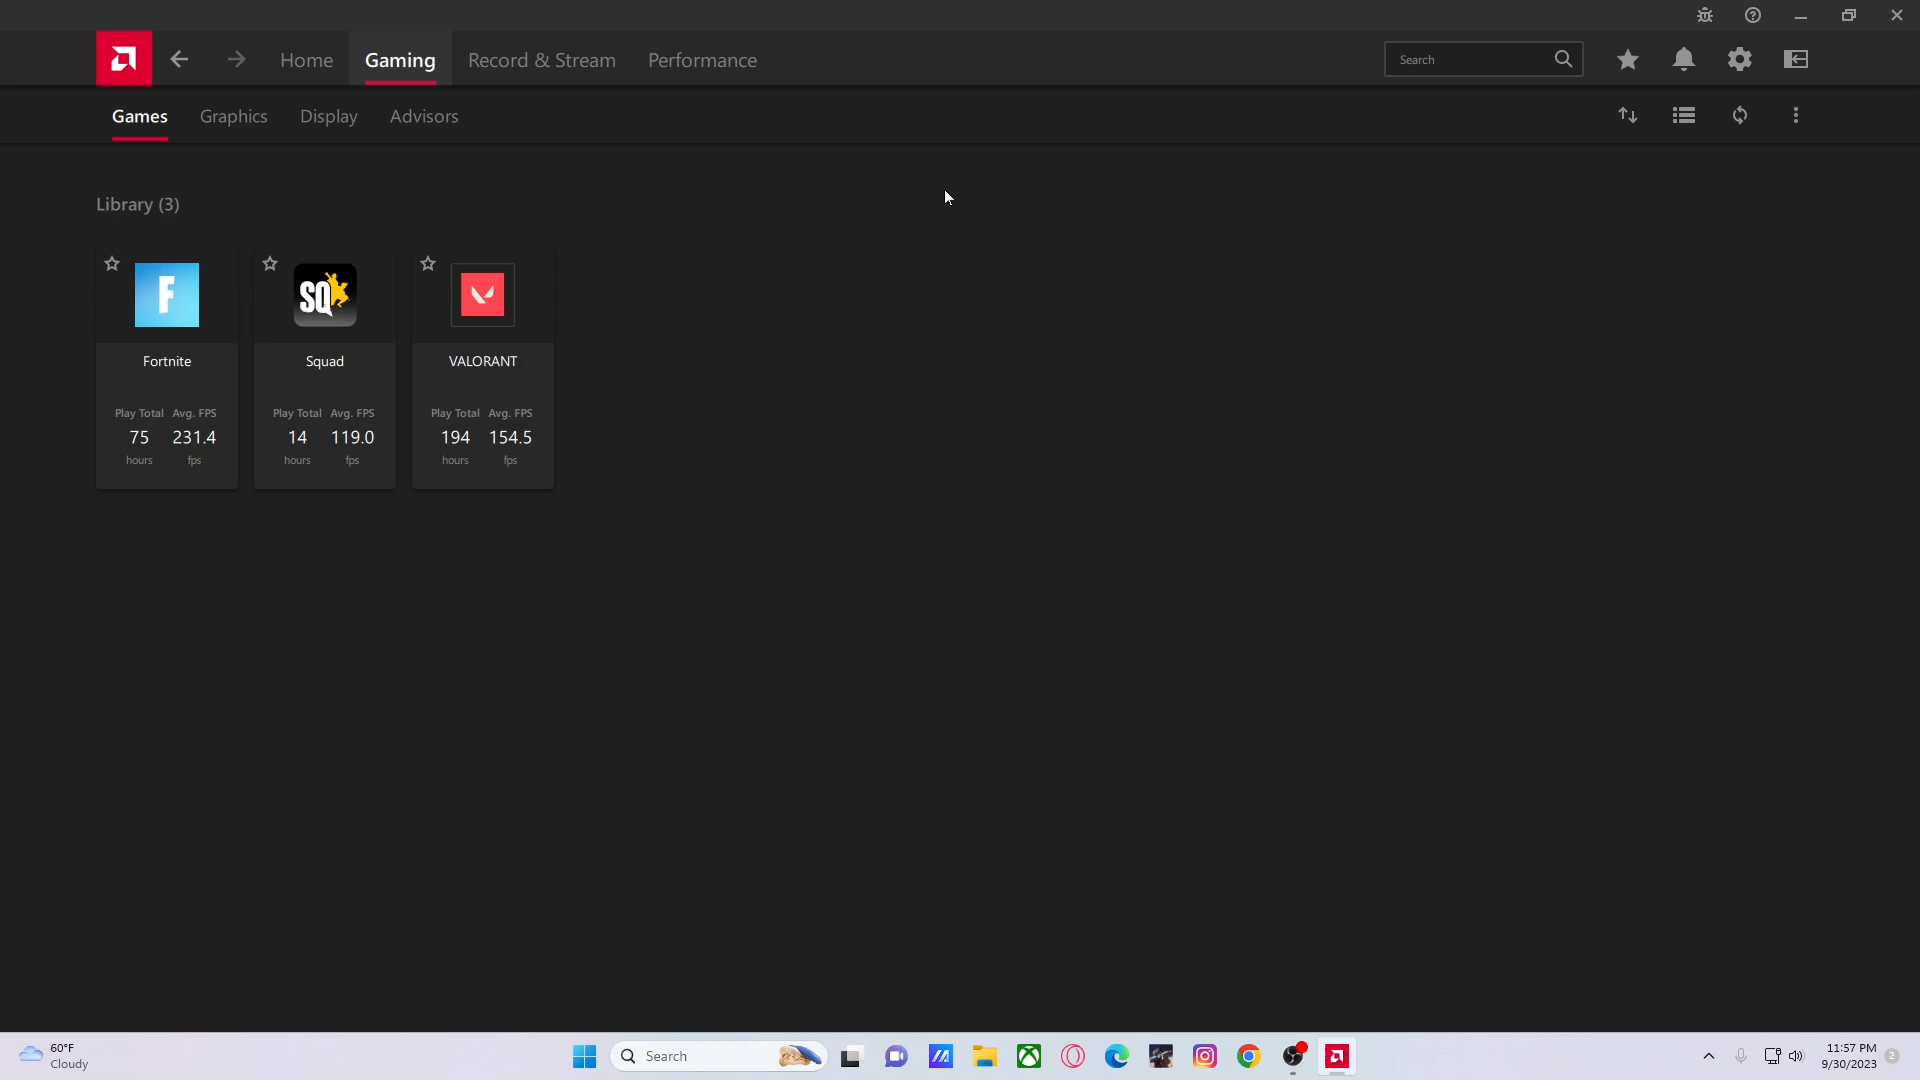 Home Gaming Record & Stream Performance Search
Games Graphics Display Advisors
Library (3)
F SQ
Fortnite Squad VALORANT
Play Total Avg. FPS Play Total Avg. FPS Play Total Avg. FPS
75 231.4 14 119.0 194 154.5
hours fps hours fps hours fps
60°F
Cloudy
Search
11:57 PM
9/30/2023
2